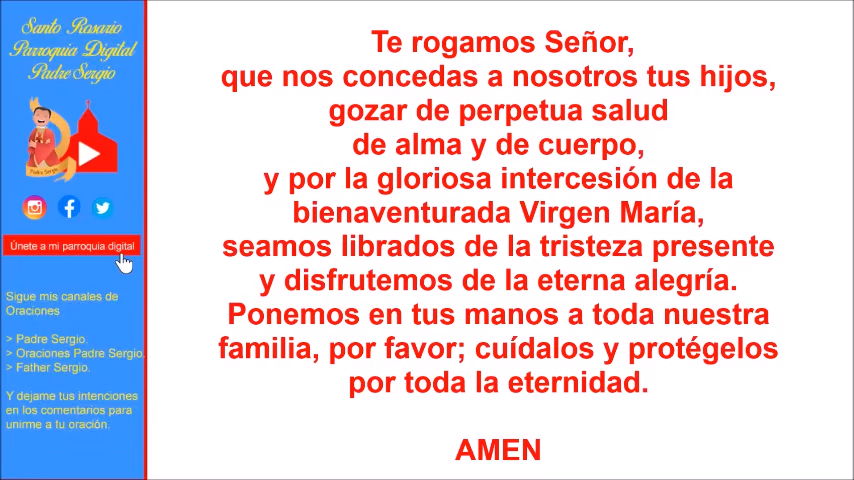 Santo Rosario
Parroquia Digital
Padre Sergio
Padre Sergio
Únete a mi parroquia digital
Sigue mis canales de
Oraciones
> Padre Sergio.
> Oraciones Padre Sergio.
> Father Sergio.
Y dejame tus intenciones
en los comentarios para
unirme a tu oración.
Te rogamos Señor,
que nos concedas a nosotros tus hijos,
gozar de perpetua salud
de alma y de cuerpo,
y por la gloriosa intercesión de la
bienaventurada Virgen María,
seamos librados de la tristeza presente
y disfrutemos de la eterna alegría.
Ponemos en tus manos a toda nuestra
familia, por favor; cuídalos y protégelos
por toda la eternidad.
AMEN